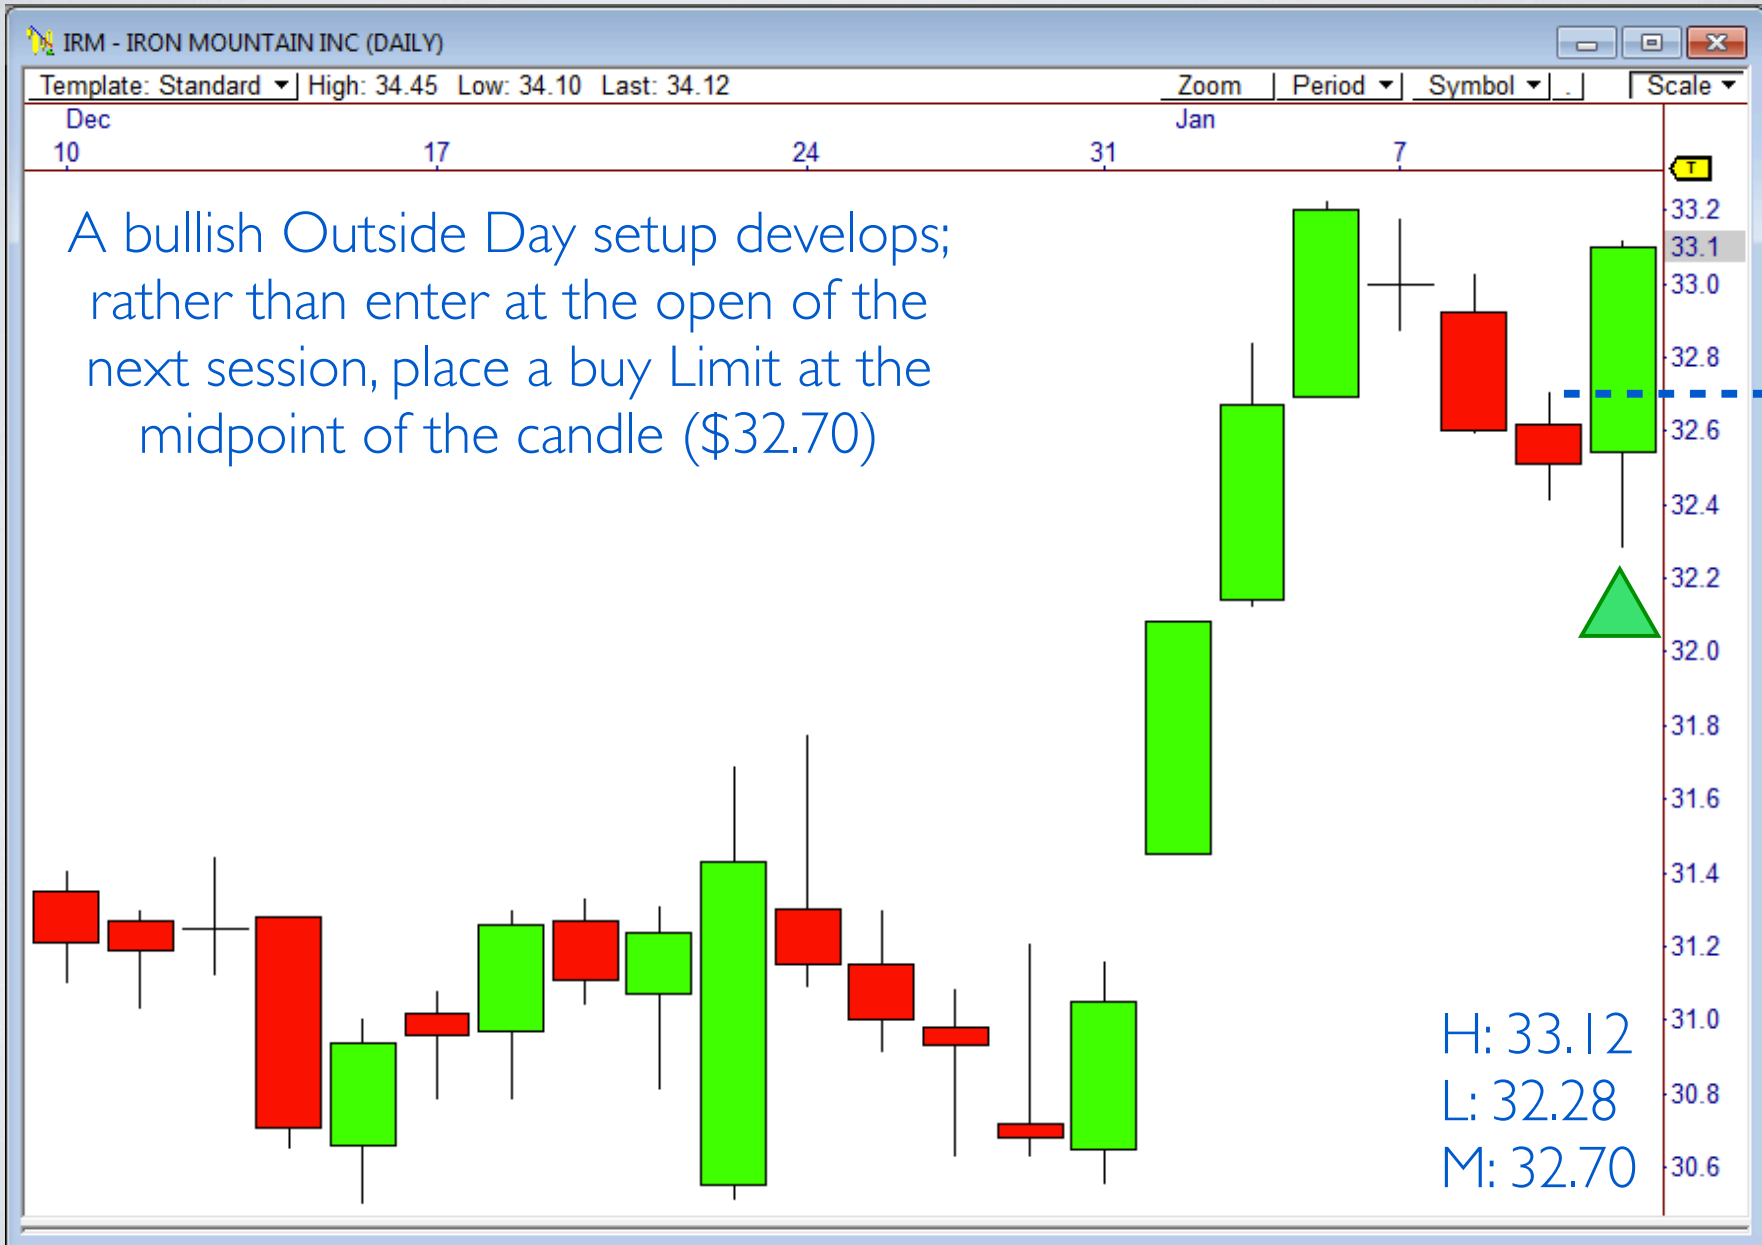 IRM - IRON MOUNTAIN INC (DAILY)
Template: Standard High: 34.45 Low: 34.10 Last: 34.12 Zoom Period Symbol . Scale
Dec Jan
10 17 24 31 7
T
A bullish Outside Day setup develops;
rather than enter at the open of the
next session, place a buy Limit at the
midpoint of the candle ($32.70)
33.2
33.1
33.0
32.8
32.6
32.4
32.2
32.0
31.8
31.6
31.4
31.2
31.0
30.8
30.6
H: 33.12
L: 32.28
M: 32.70